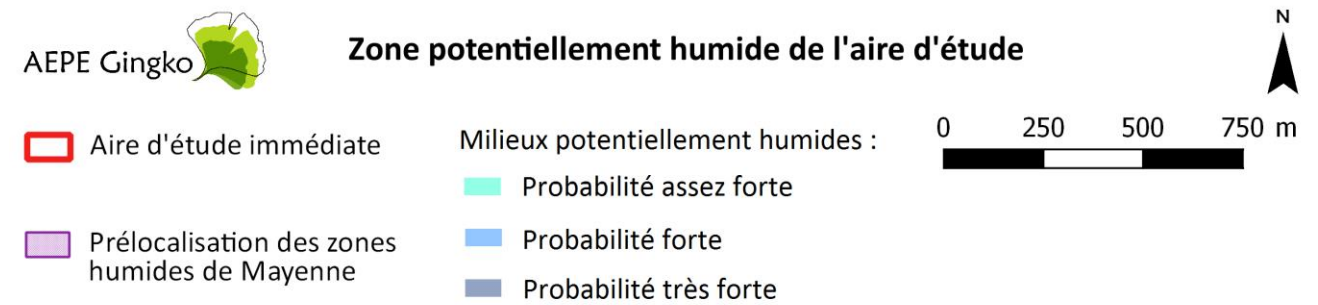 AEPE Gingko
Zone potentiellement humide de l'aire d'étude
N
Aire d'étude immédiate
Prélocalisation des zones
humides de Mayenne
Milieux potentiellement humides :
Probabilité assez forte
Probabilité forte
Probabilité très forte
0 250 500 750 m